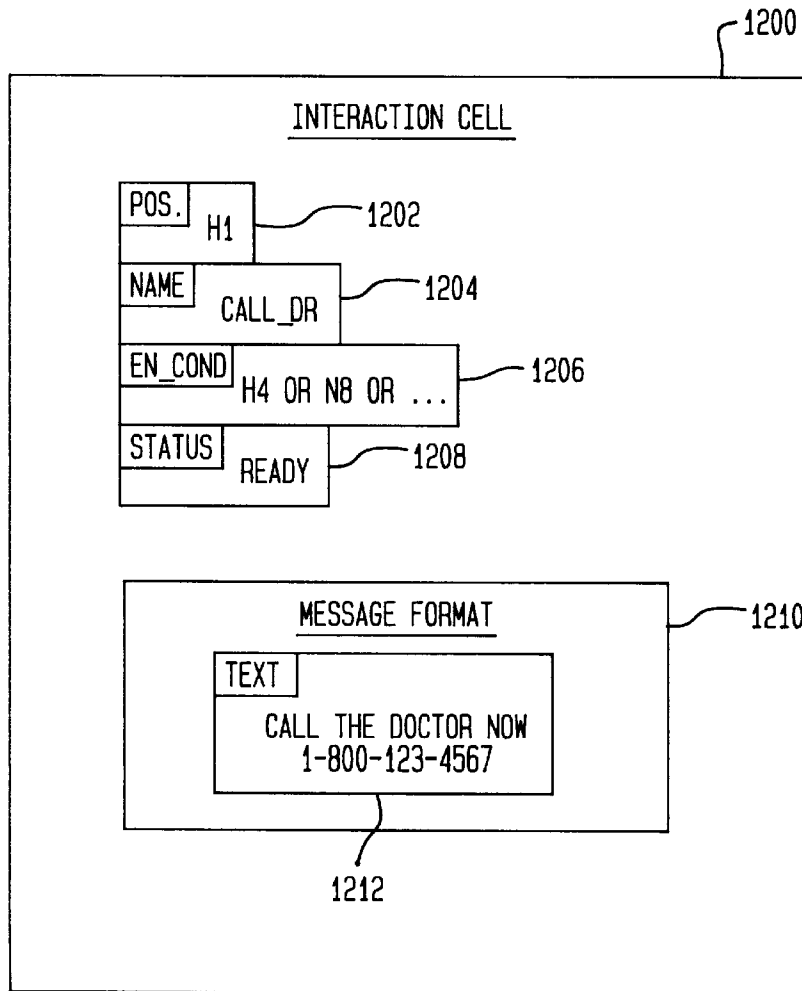 1200
INTERACTION CELL
POS.
H1
1202
NAME
CALL_DR
1204
EN_COND
H4 OR N8 OR ...
1206
STATUS
READY
1208
MESSAGE FORMAT
1210
TEXT
CALL THE DOCTOR NOW
1-800-123-4567
1212